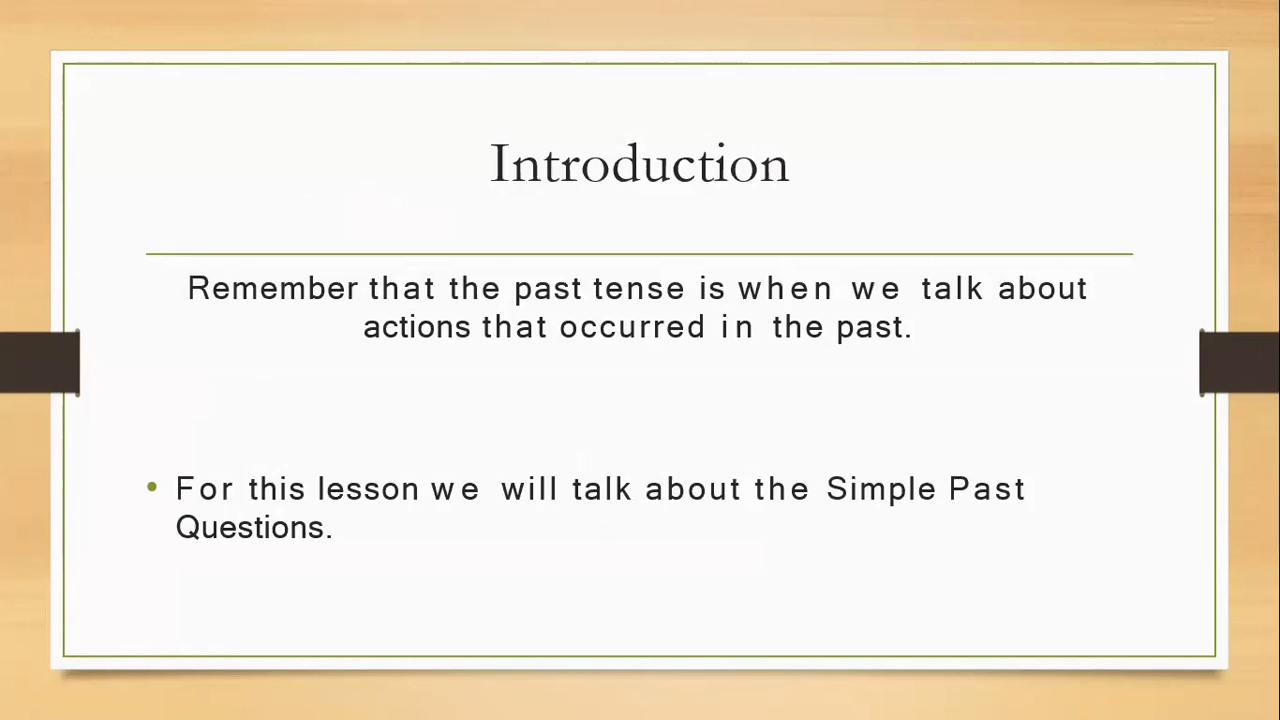 Introduction
Remember that the past tense is when we talk about
actions that occurred in the past.
• For this lesson we will talk about the Simple Past
Questions.